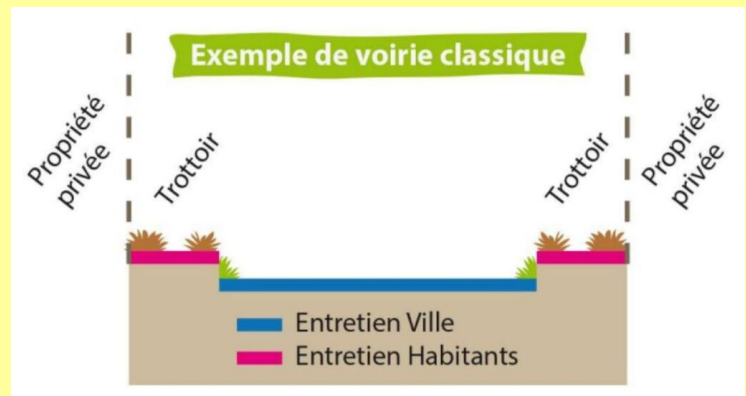 Exemple de voirie classique
Propriété
privée
Trottoir
Trottoir
Propriété
privée
Entretien Ville
Entretien Habitants